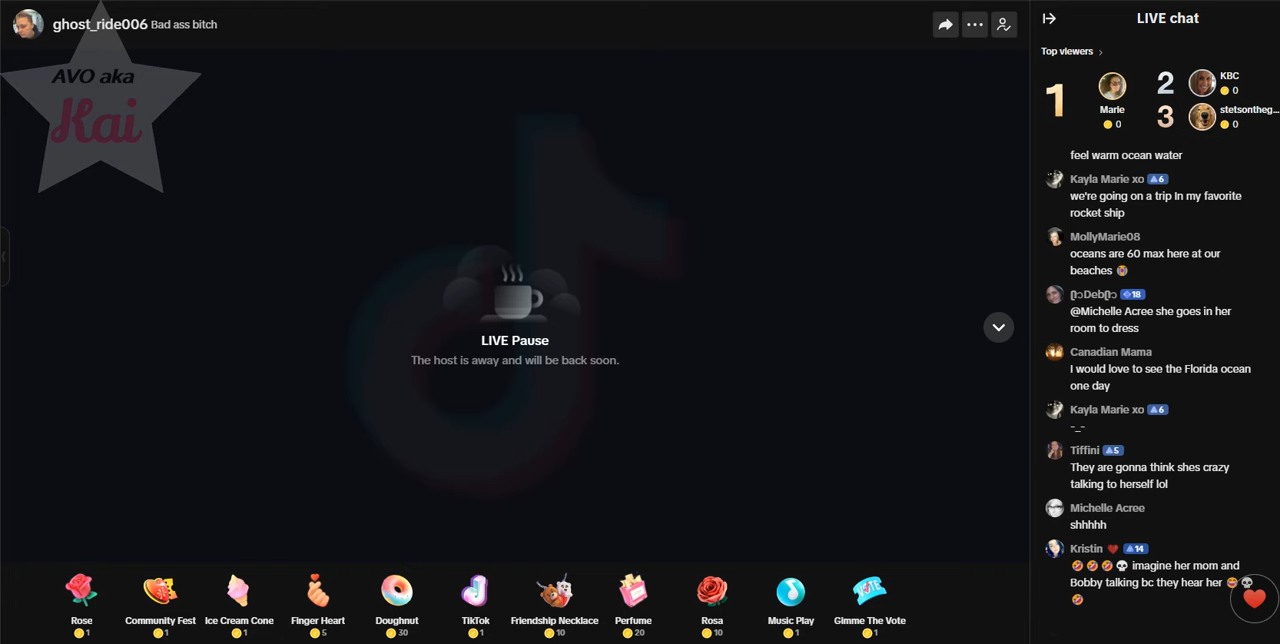 ghost_ride006 Bad ass bitch
AVO aka
Kai
LIVE Pause
The host is away and will be back soon.
Rose
1
Community Fest
1
Ice Cream Cone
1
Finger Heart
5
Doughnut
30
TikTok
1
Friendship Necklace
10
Perfume
20
Rosa
10
Music Play
1
VOTE
Gimme The Vote
1
LIVE chat
Top viewers
1
Marie
0
2
KBC
0
3
stetsontheg...
0
feel warm ocean water
Kayla Marie xo 6
we're going on a trip In my favorite
rocket ship
MollyMarie08
oceans are 60 max here at our
beaches
Deb 18
@Michelle Acree she goes in her
room to dress
Canadian Mama
I would love to see the Florida ocean
one day
Kayla Marie xo 6
-_-
Tiffini 5
They are gonna think shes crazy
talking to herself lol
Michelle Acree
shhhhh
Kristin ❤️ 14
🤣🤣🤣💀 imagine her mom and
Bobby talking bc they hear her